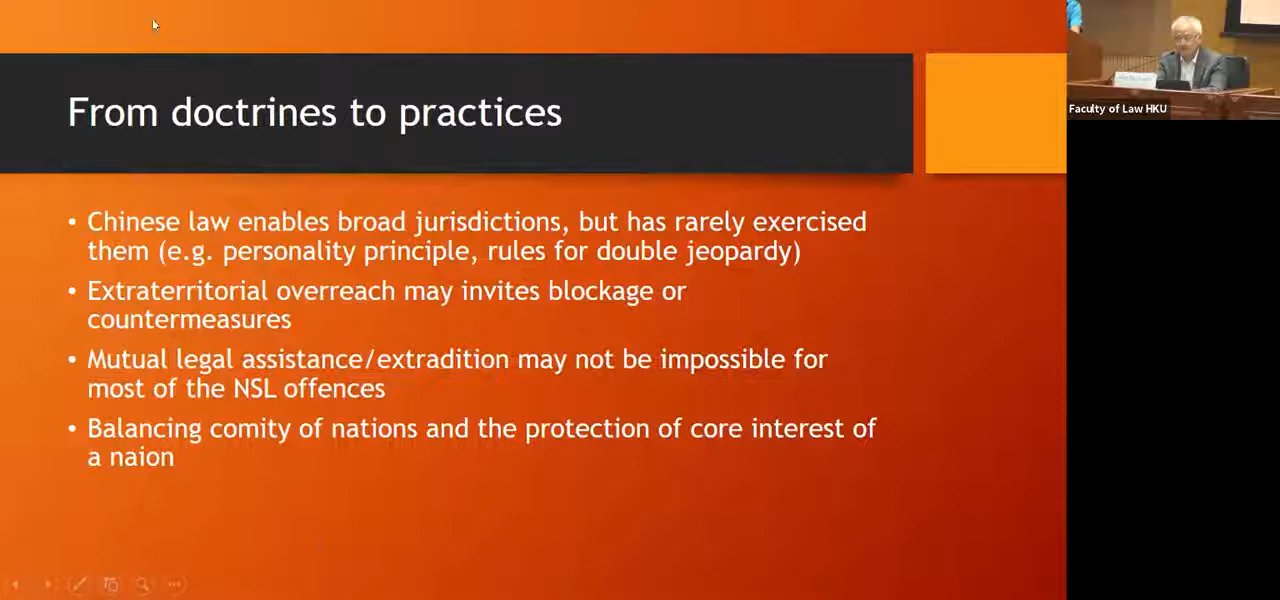 From doctrines to practices
• Chinese law enables broad jurisdictions, but has rarely exercised
them (e.g. personality principle, rules for double jeopardy)
• Extraterritorial overreach may invites blockage or
countermeasures
• Mutual legal assistance/extradition may not be impossible for
most of the NSL offences
• Balancing comity of nations and the protection of core interest of
a naion
Faculty of Law HKU